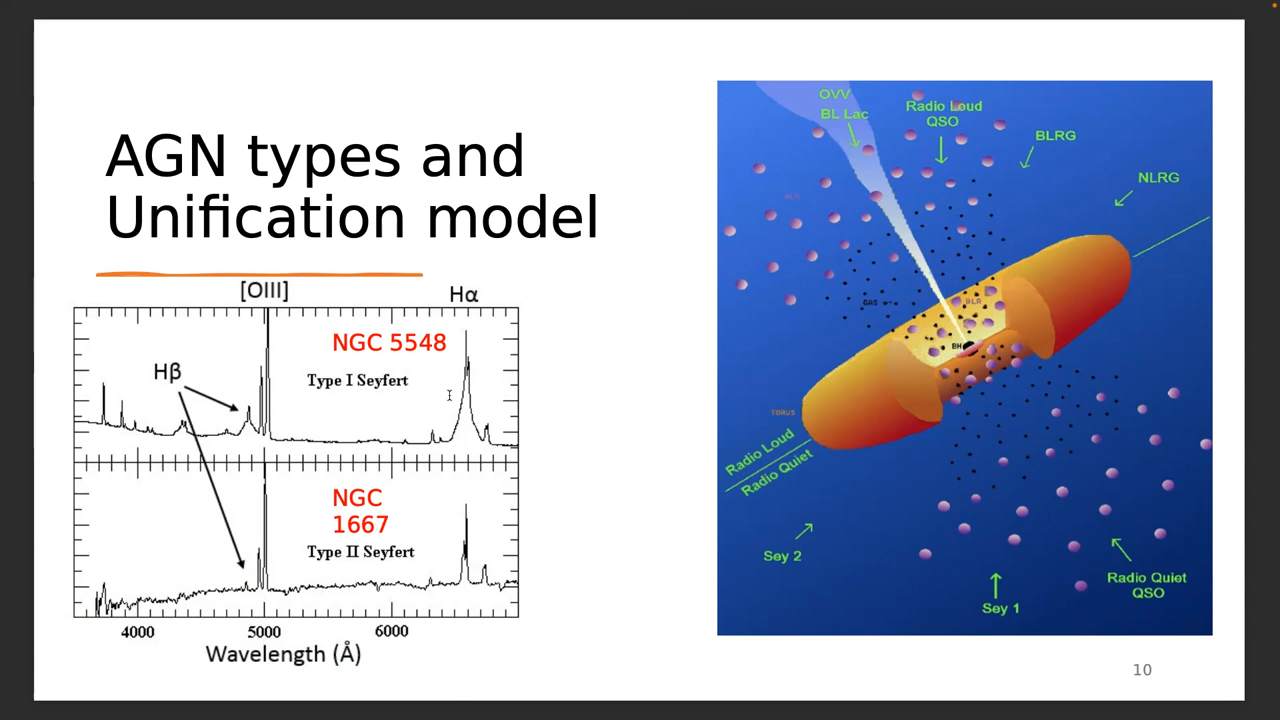 AGN types and
Unification model
[OIII]
Hα
NGC 5548
Type I Seyfert
Hβ
NGC
1667
Type II Seyfert
4000
5000
6000
Wavelength (Å)
OVV
BL Lac
Radio Loud
QSO
BLRG
NLRG
GAS
BLR
BH
TORUS
Radio Loud
Radio Quiet
Sey 2
Sey 1
Radio Quiet
QSO
10